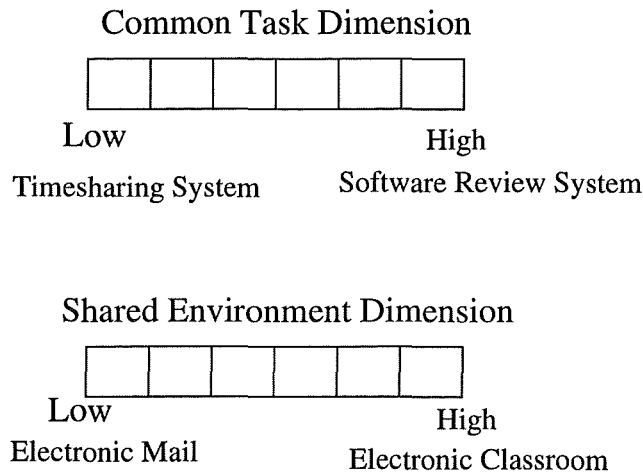 Common Task Dimension
Low
High
Timesharing System
Software Review System
Shared Environment Dimension
Low
High
Electronic Mail
Electronic Classroom